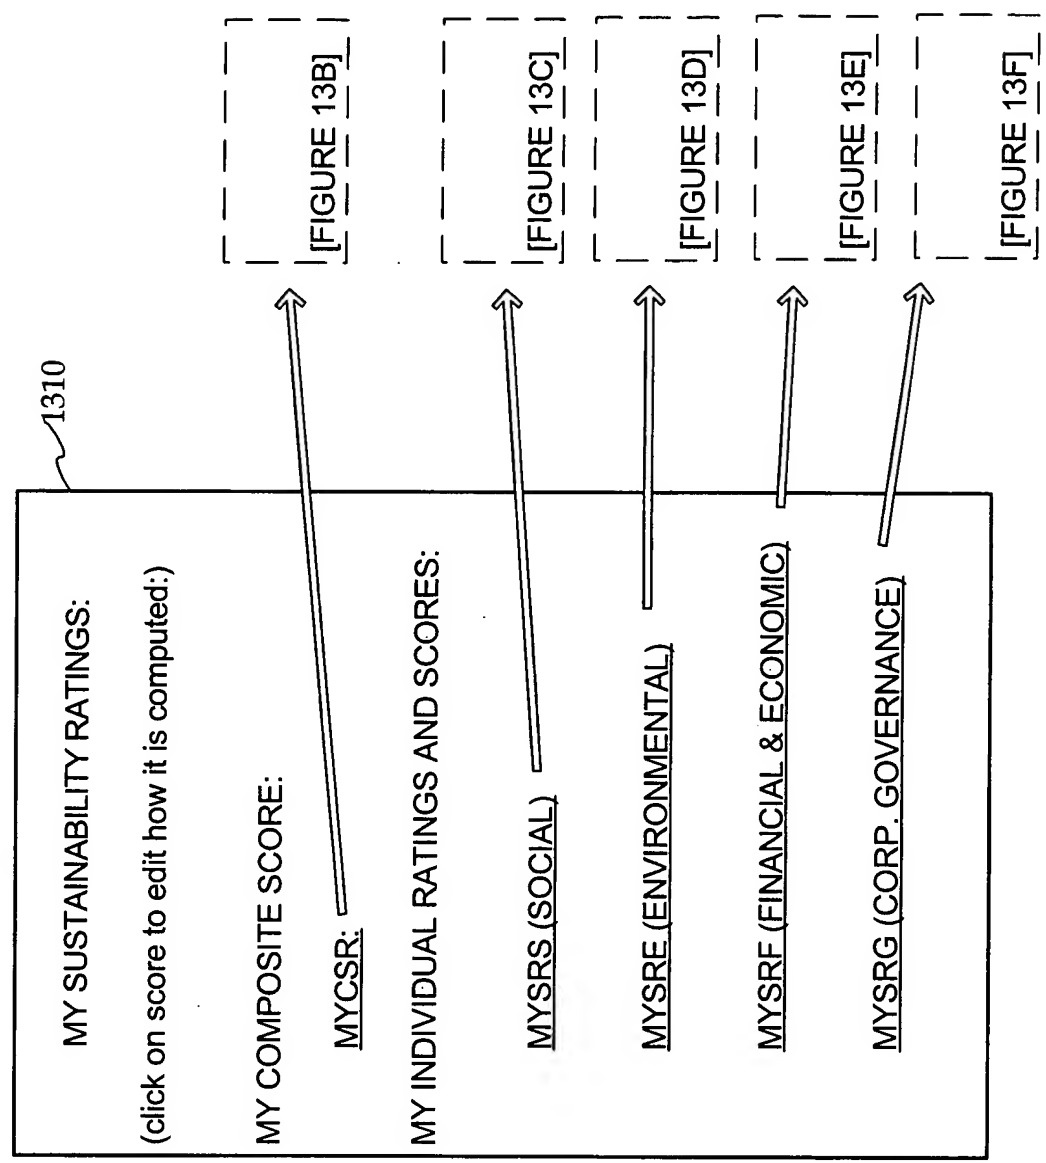 1310
MY SUSTAINABILITY RATINGS:
(click on score to edit how it is computed:)
MY COMPOSITE SCORE:
MYCSR:
[FIGURE 13B]
MY INDIVIDUAL RATINGS AND SCORES:
MYSRS (SOCIAL)
[FIGURE 13C]
MYSRE (ENVIRONMENTAL)
[FIGURE 13D]
MYSRF (FINANCIAL & ECONOMIC)
[FIGURE 13E]
MYSRG (CORP. GOVERNANCE)
[FIGURE 13F]